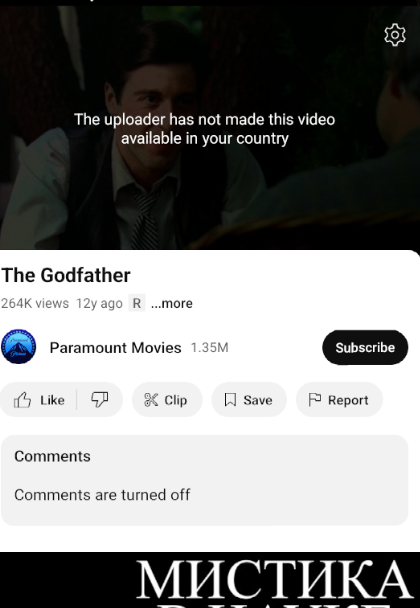 The uploader has not made this video
available in your country
The Godfather
264K views 12y ago R ...more
Paramount Movies 1.35M Subscribe
Like Clip Save Report
Comments
Comments are turned off
МИСТИКА
В НАУКЕ